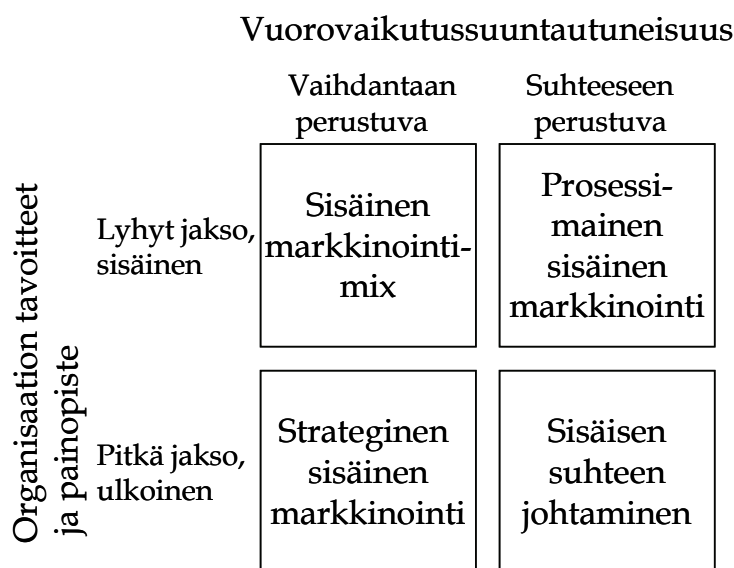 Vuorovaikutussuuntautuneisuus
Vaihdantaan
perustuva
Suhteeseen
perustuva
Organisaation tavoitteet
ja painopiste
Lyhyt jakso,
sisäinen
Sisäinen
markkinointi-
mix
Prosessi-
mainen
sisäinen
markkinointi
Pitkä jakso,
ulkoinen
Strateginen
sisäinen
markkinointi
Sisäisen
suhteen
johtaminen